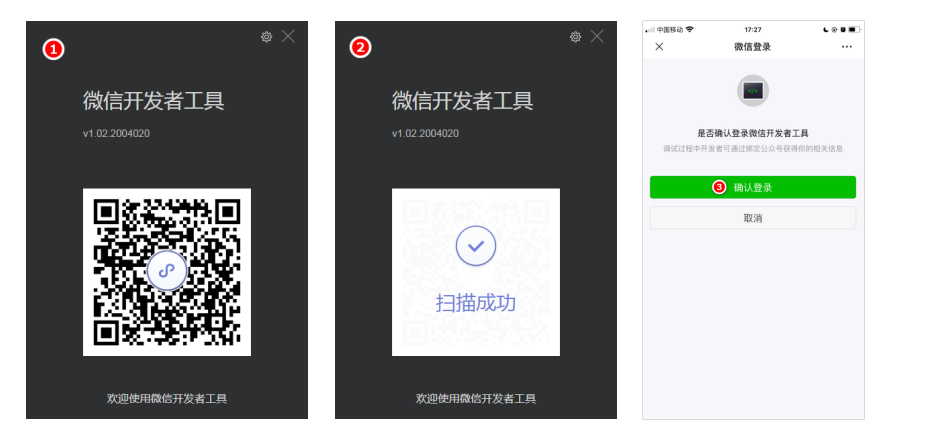 1
微信开发者工具
v1.02.2004020
欢迎使用微信开发者工具
2
微信开发者工具
v1.02.2004020
扫描成功
欢迎使用微信开发者工具
中国移动 17:27
微信登录
</>
是否确认登录微信开发者工具
调试过程中开发者可通过绑定公众号获得你的相关信息
3 确认登录
取消